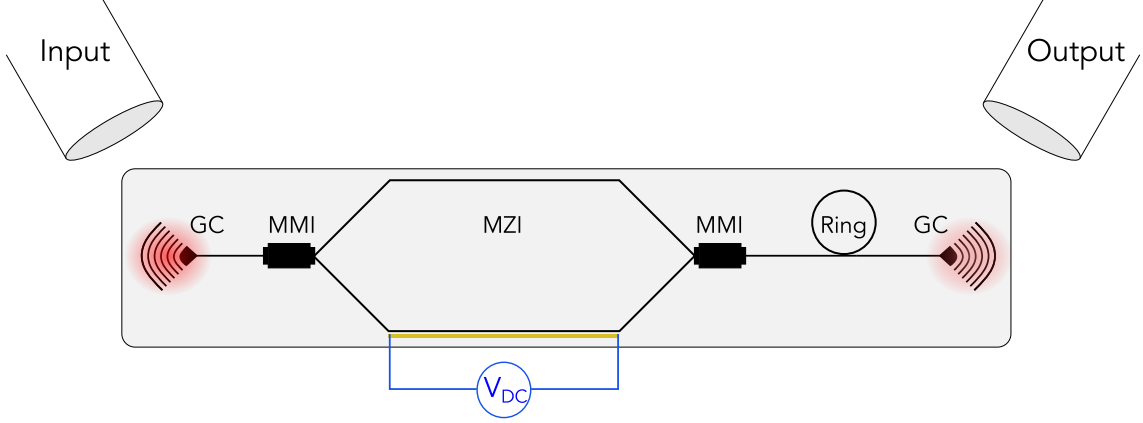 Input
Output
GC
MMI
MZI
MMI
Ring
GC
VDC